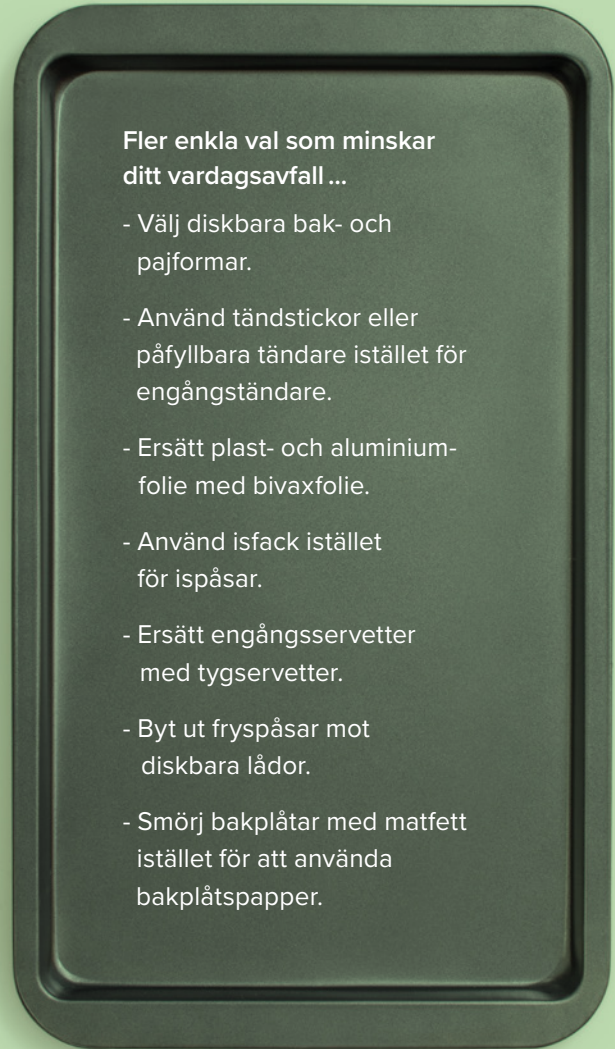 Fler enkla val som minskar
ditt vardagsavfall ...
- Välj diskbara bak- och
pajformar.
- Använd tändstickor eller
påfyllbara tändare istället för
engångständare.
- Ersätt plast- och aluminium-
folie med bivaxfolie.
- Använd isfack istället
för ispåsar.
- Ersätt engångsservetter
med tygservetter.
- Byt ut fryspåsar mot
diskbara lådor.
- Smörj bakplåtar med matfett
istället för att använda
bakplåtspapper.